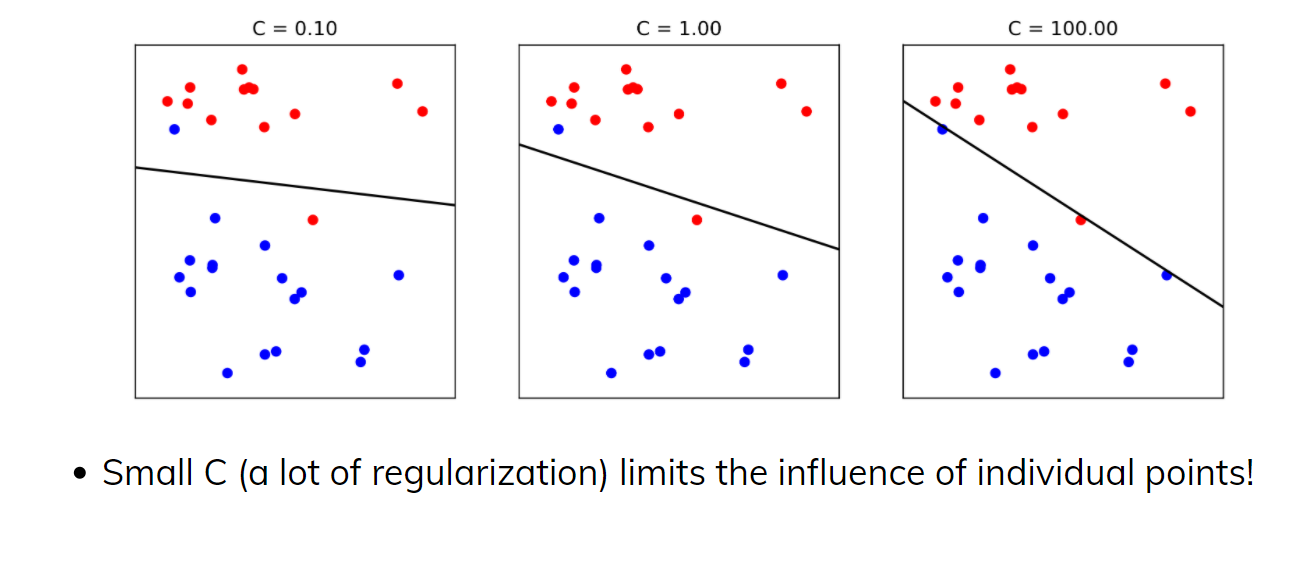 C = 0.10
C = 1.00
C = 100.00
• Small C (a lot of regularization) limits the influence of individual points!